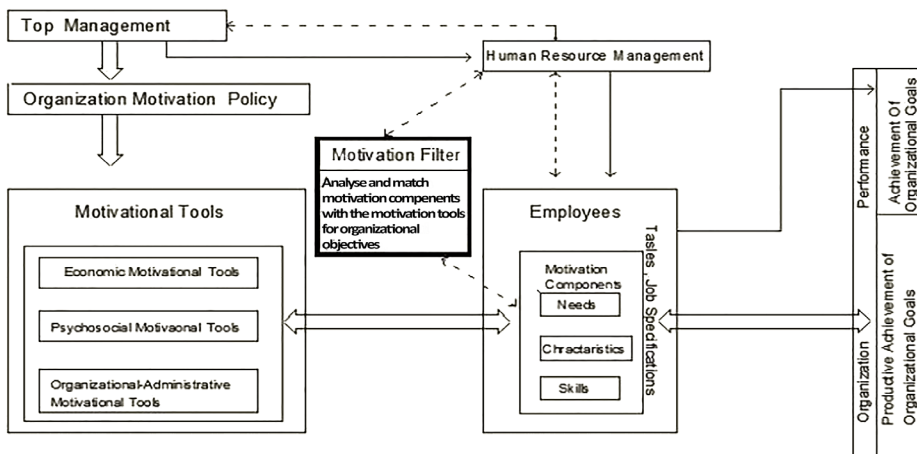 Top Management
Human Resource Management
Organization Motivation Policy
Motivation Filter
Analyse and match
motivation compenents
with the motivation tools
for organizational
objectives
Motivational Tools
Economic Motivational Tools
Psychosocial Motivaonal Tools
Organizational-Administrative
Motivational Tools
Employees
Motivation
Components
Needs
Chractaristics
Skills
Tasles , Job Specifications
Performance
Achievement Of
Organizational Goals
Organization
Productive Achievement of
Organizational Goals